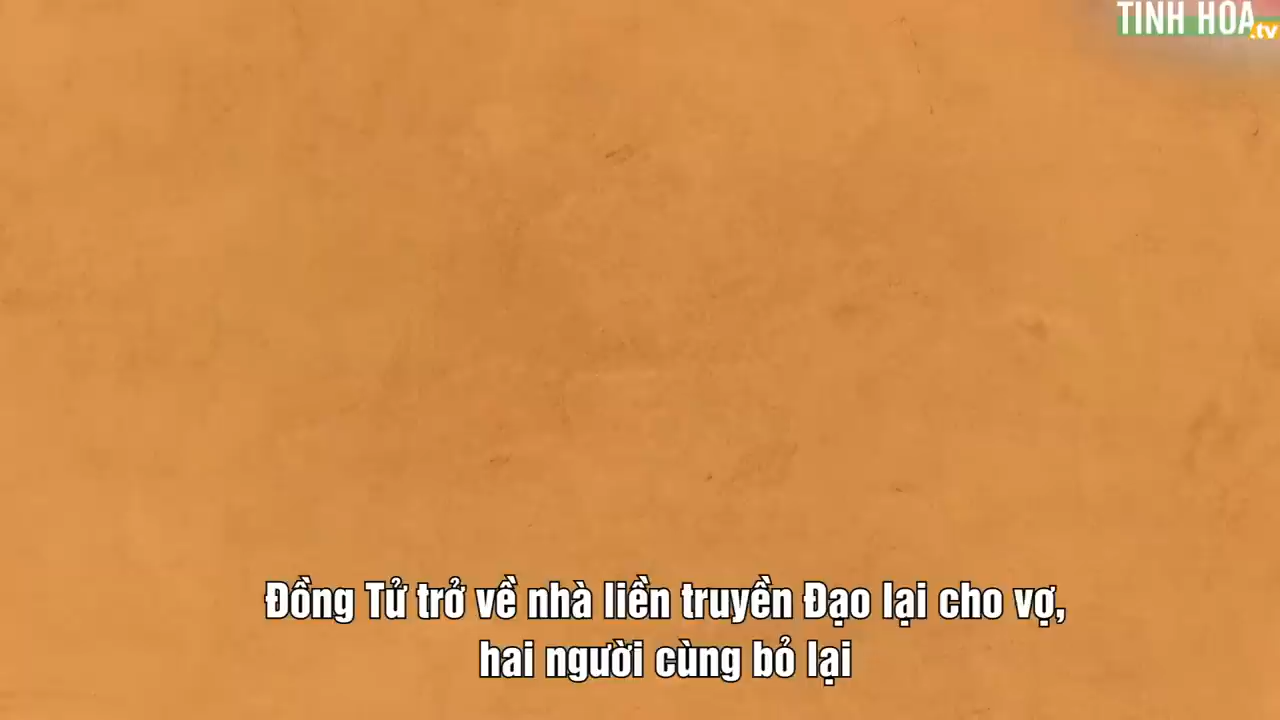 TINH HOA
.tv
Đồng Tử trở về nhà liền truyền Đạo lại cho vợ,
hai người cùng bỏ lại